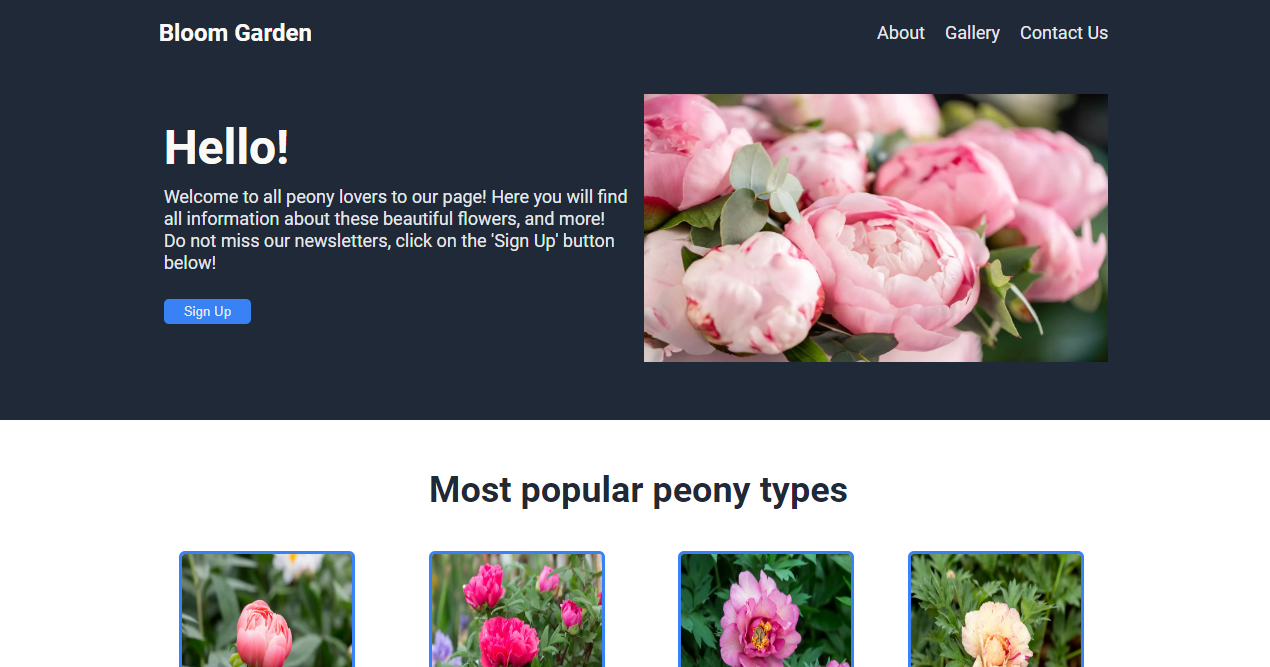 Bloom Garden
About Gallery Contact Us
Hello!
Welcome to all peony lovers to our page! Here you will find
all information about these beautiful flowers, and more!
Do not miss our newsletters, click on the 'Sign Up' button
below!
Sign Up
Most popular peony types